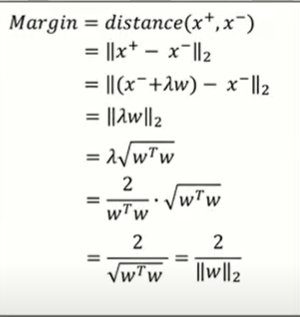 Margin = distance(x⁺, x⁻)
= ‖x⁺ − x⁻‖₂
= ‖(x⁻+λw) − x⁻‖₂
= ‖λw‖₂
= λ√(wᵀw)
= 2/(wᵀw) · √(wᵀw)
= 2/√(wᵀw) = 2/‖w‖₂